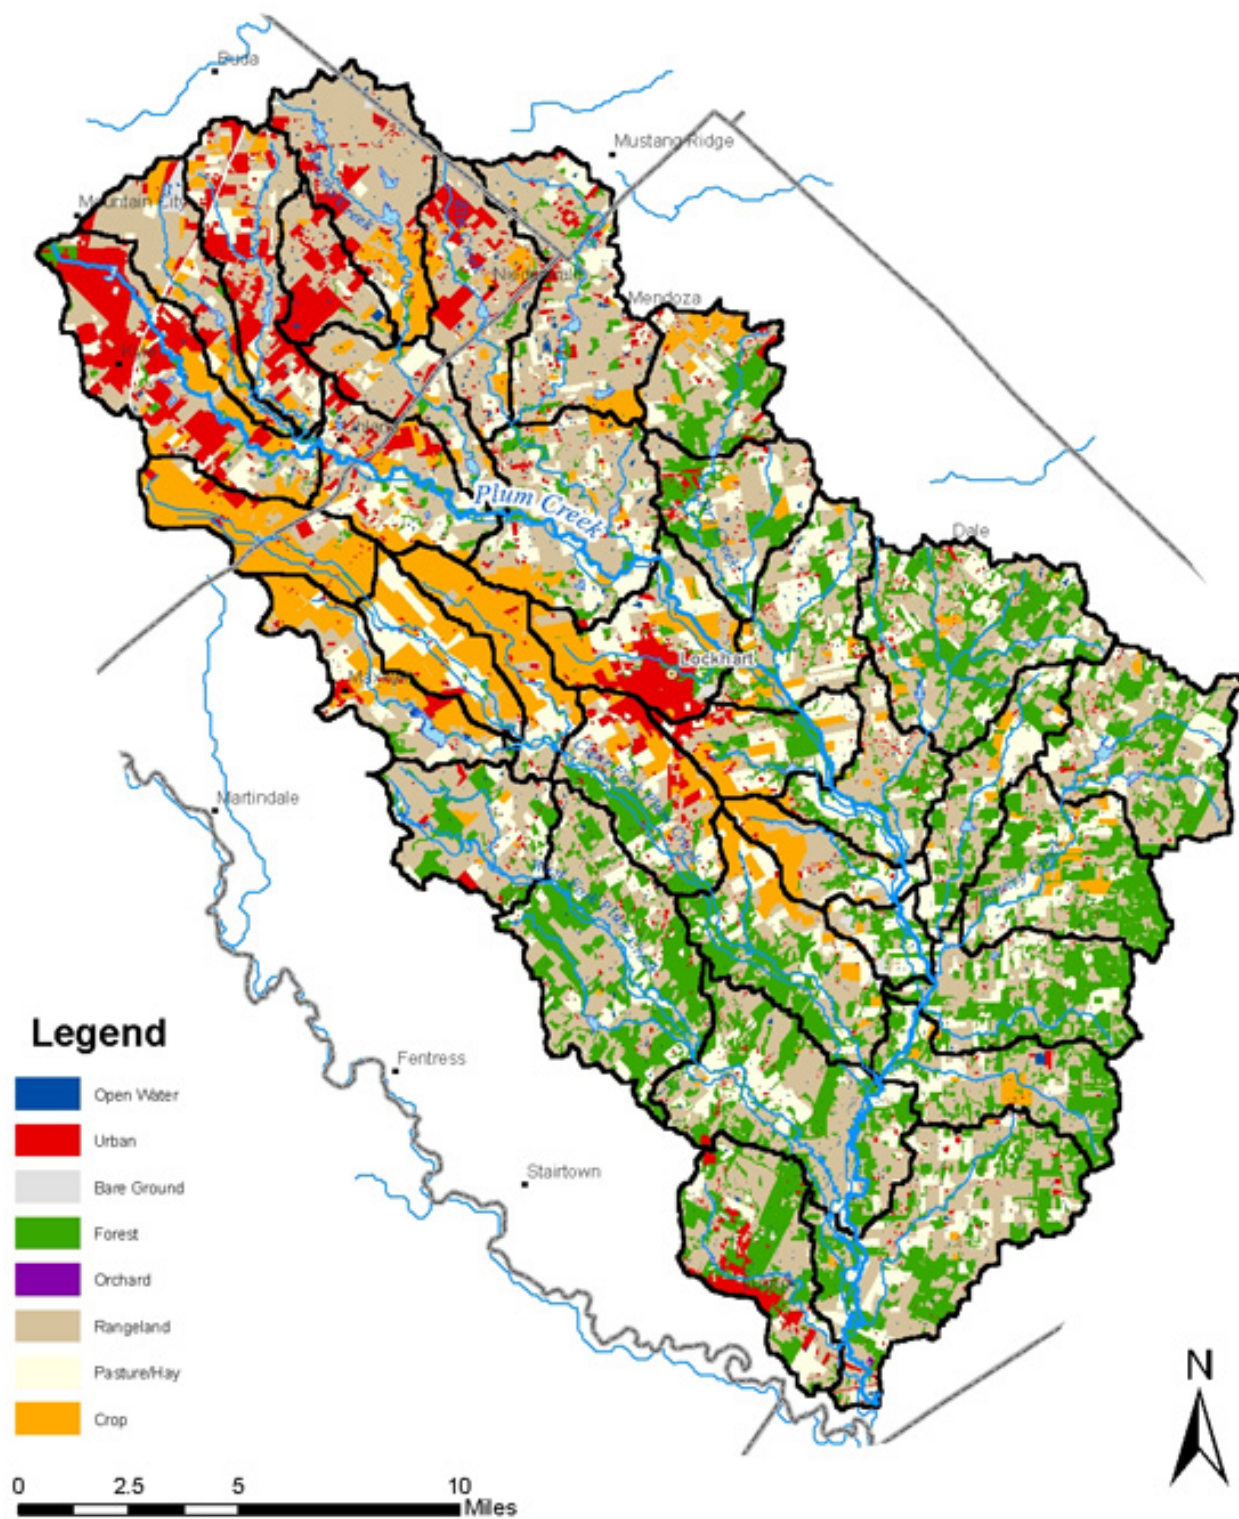 Buda
Mustang Ridge
Mountain City
Mendoza
Plum Creek
Dale
Lockhart
Martindale
Legend
Fentress
Open Water
Urban
Stairtown
Bare Ground
Forest
Orchard
Rangeland
Pasture/Hay
Crop
N
0 2.5 5 10
Miles